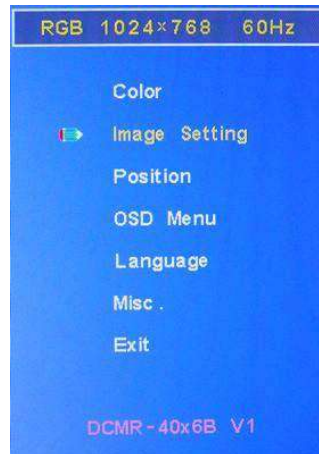 RGB 1024×768 60Hz
Color
Image Setting
Position
OSD Menu
Language
Misc.
Exit
DCMR-40x6B V1